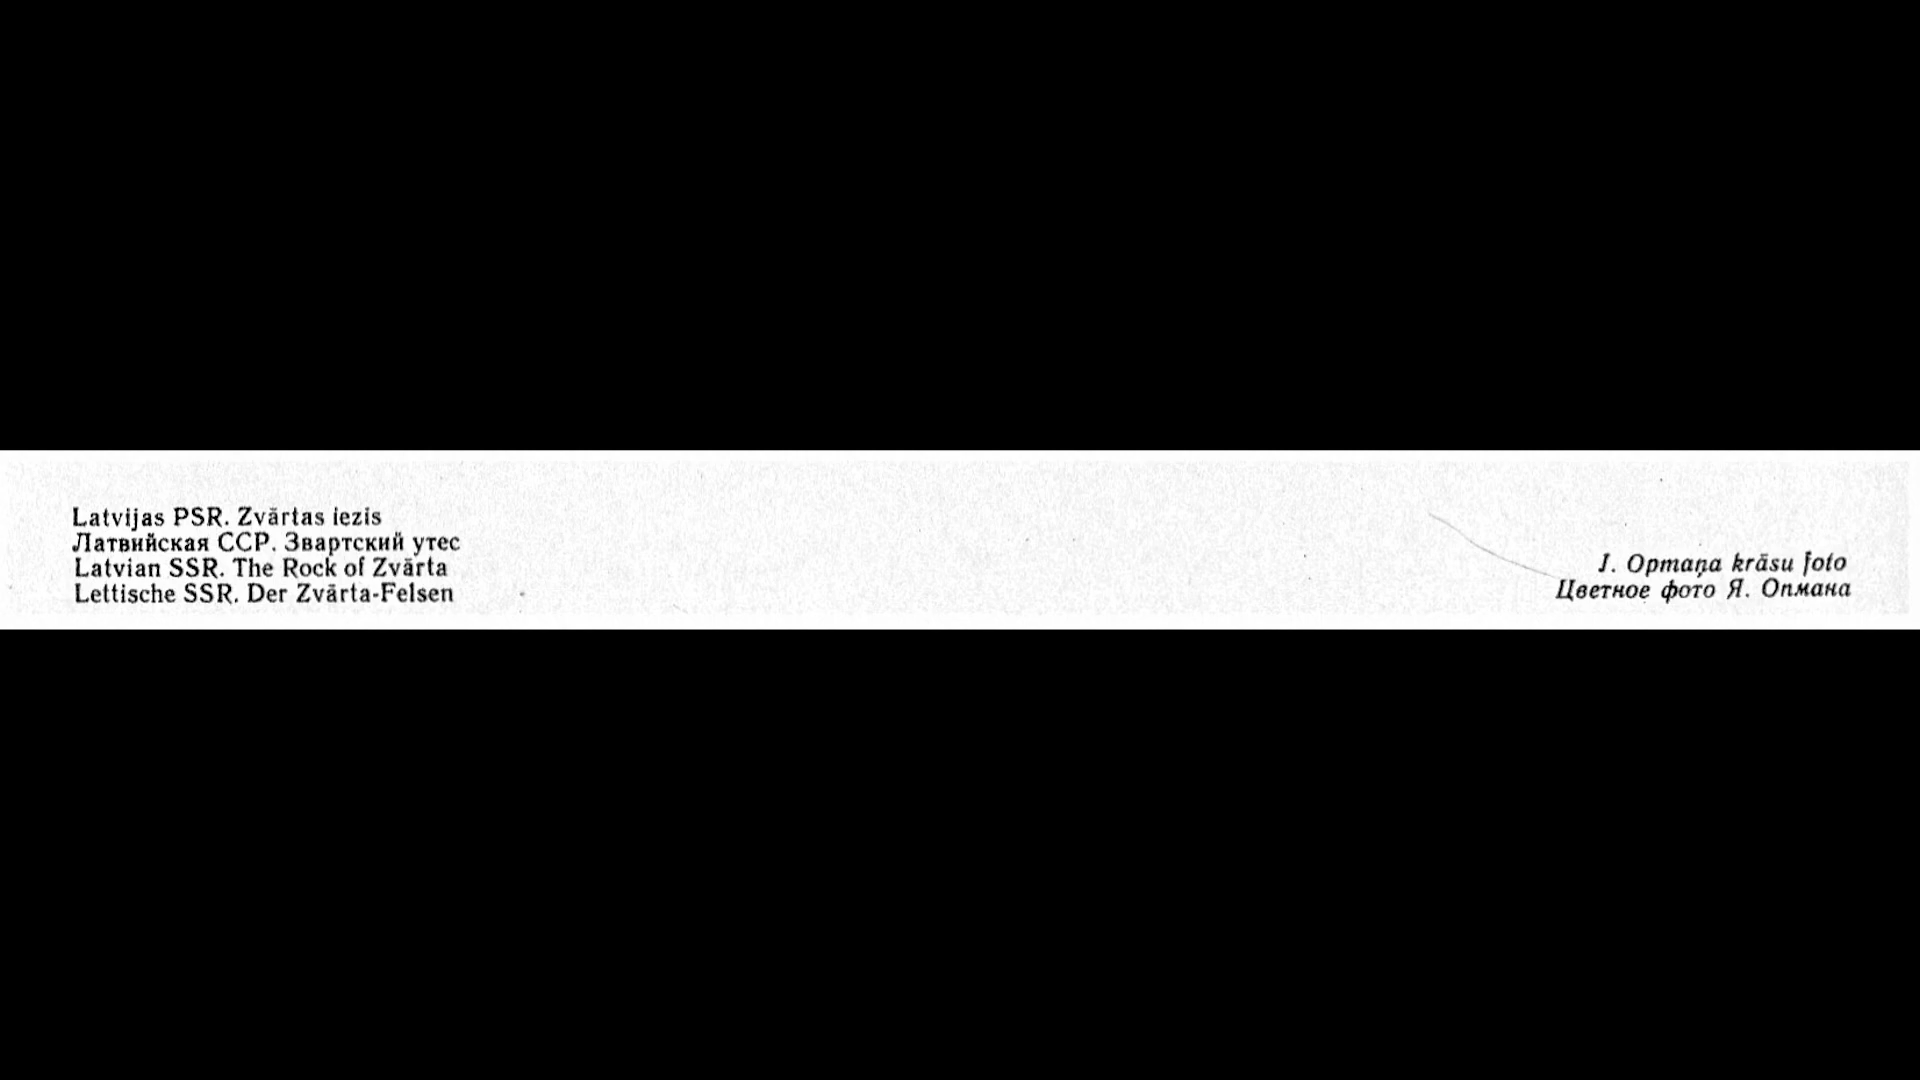 Latvijas PSR. Zvārtas iezis
Латвийская ССР. Звартский утес
Latvian SSR. The Rock of Zvārta
Lettische SSR. Der Zvārta-Felsen
I. Opmaņa krāsu foto
Цветное фото Я. Опмана